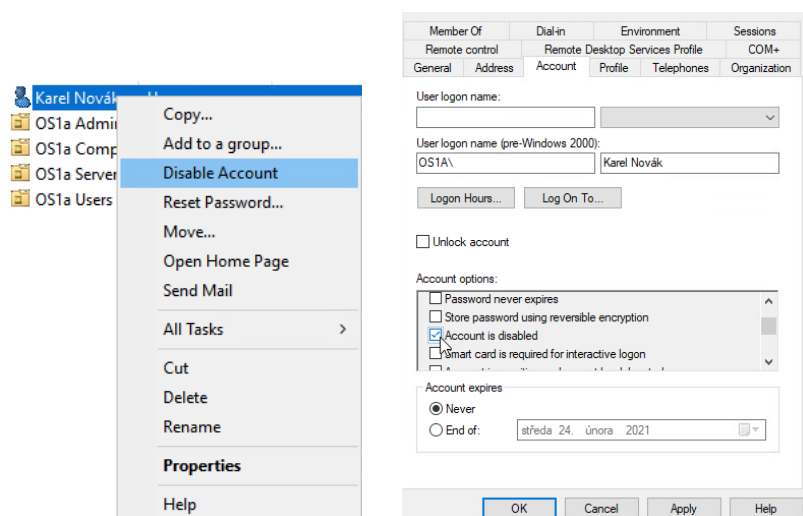 Karel Novák
OS1a Admi
OS1a Comp
OS1a Server
OS1a Users
Copy...
Add to a group...
Disable Account
Reset Password...
Move...
Open Home Page
Send Mail
All Tasks
Cut
Delete
Rename
Properties
Help
Member Of Dial-in Environment Sessions
Remote control Remote Desktop Services Profile COM+
General Address Account Profile Telephones Organization
User logon name:
User logon name (pre-Windows 2000):
OS1A\ Karel Novák
Logon Hours... Log On To...
Unlock account
Account options:
Password never expires
Store password using reversible encryption
Account is disabled
Smart card is required for interactive logon
Account expires
Never
End of: středa 24. února 2021
OK Cancel Apply Help